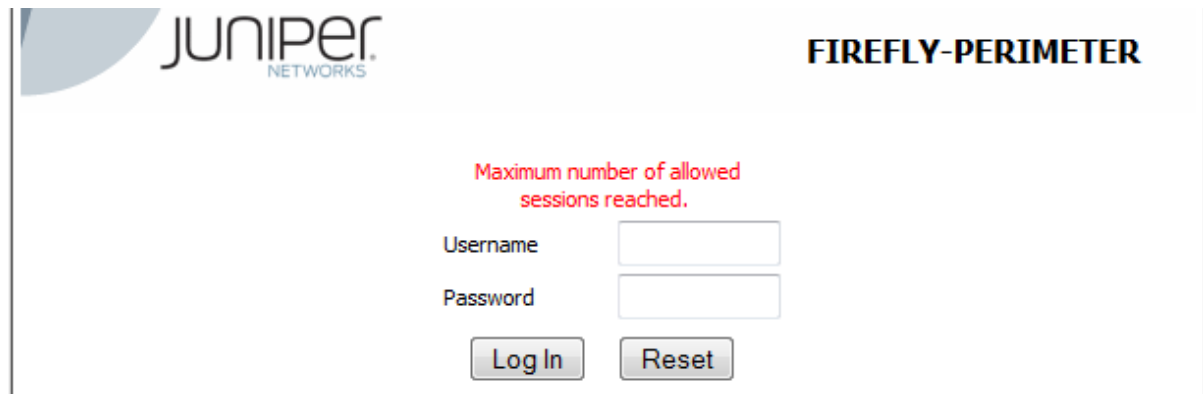 JUNIPEr.
NETWORKS
FIREFLY-PERIMETER
Maximum number of allowed
sessions reached.
Username
Password
Log In Reset